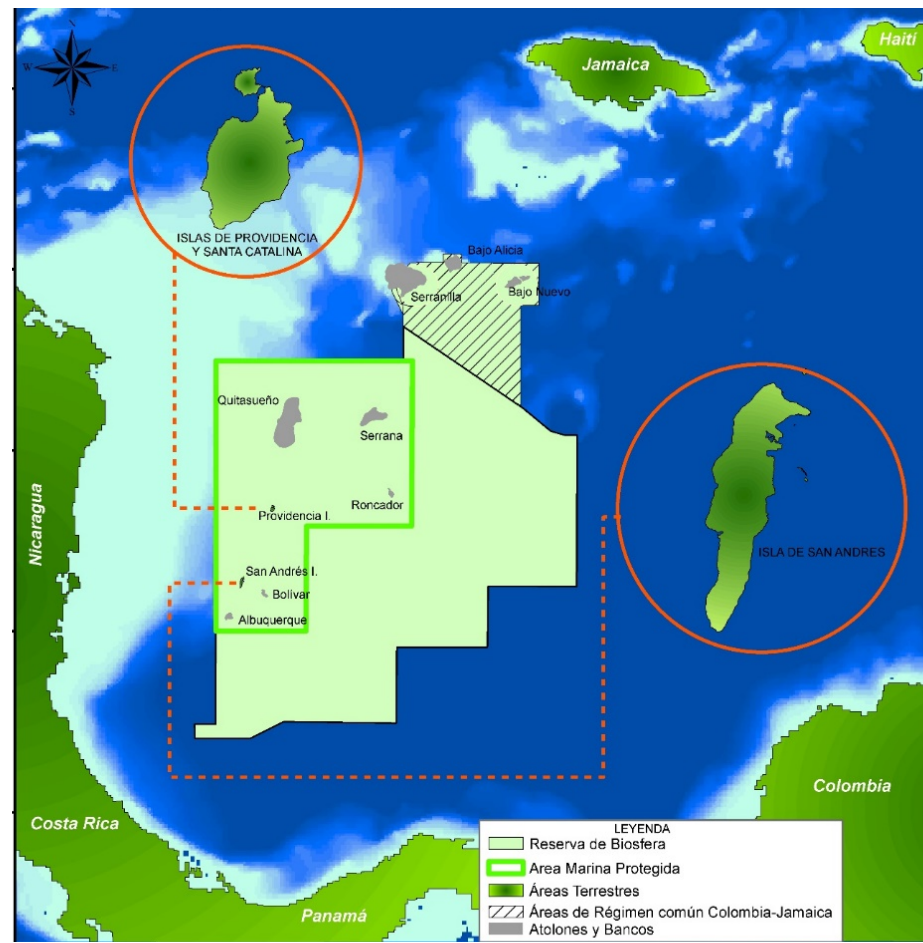 N
W
E
S
Jamaica
Haití
ISLAS DE PROVIDENCIA
Y SANTA CATALINA
Bajo Alicia
Serranilla
Bajo Nuevo
Quitasueño
Serrana
Nicaragua
Roncador
Providencia I.
ISLA DE SAN ANDRES
San Andrés I.
Bolívar
Albuquerque
Colombia
Costa Rica
Panamá
LEYENDA
Reserva de Biosfera
Area Marina Protegida
Áreas Terrestres
Áreas de Régimen común Colombia-Jamaica
Atolones y Bancos